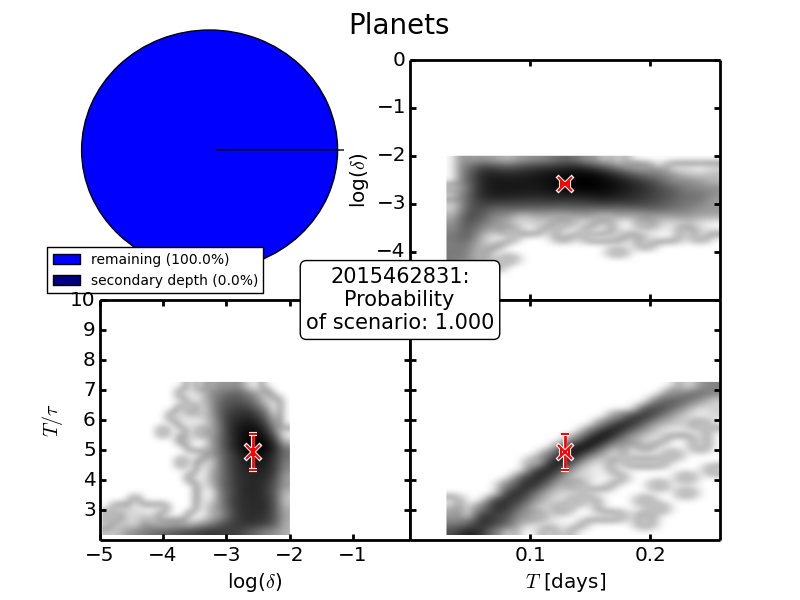 Planets
0
−1
−2
−3
−4
log(δ)
remaining (100.0%)
secondary depth (0.0%)
2015462831:
Probability
of scenario: 1.000
10
9
8
7
6
5
4
3
T/τ
−5 −4 −3 −2 −1
log(δ)
0.1 0.2
T [days]